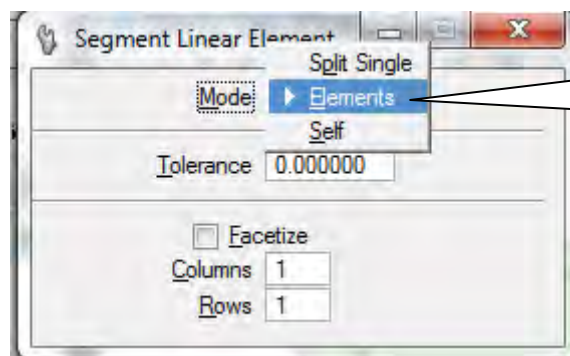 Segment Linear Element
Split Single
Mode Elements
Self
Tolerance 0.000000
Facetize
Columns 1
Rows 1